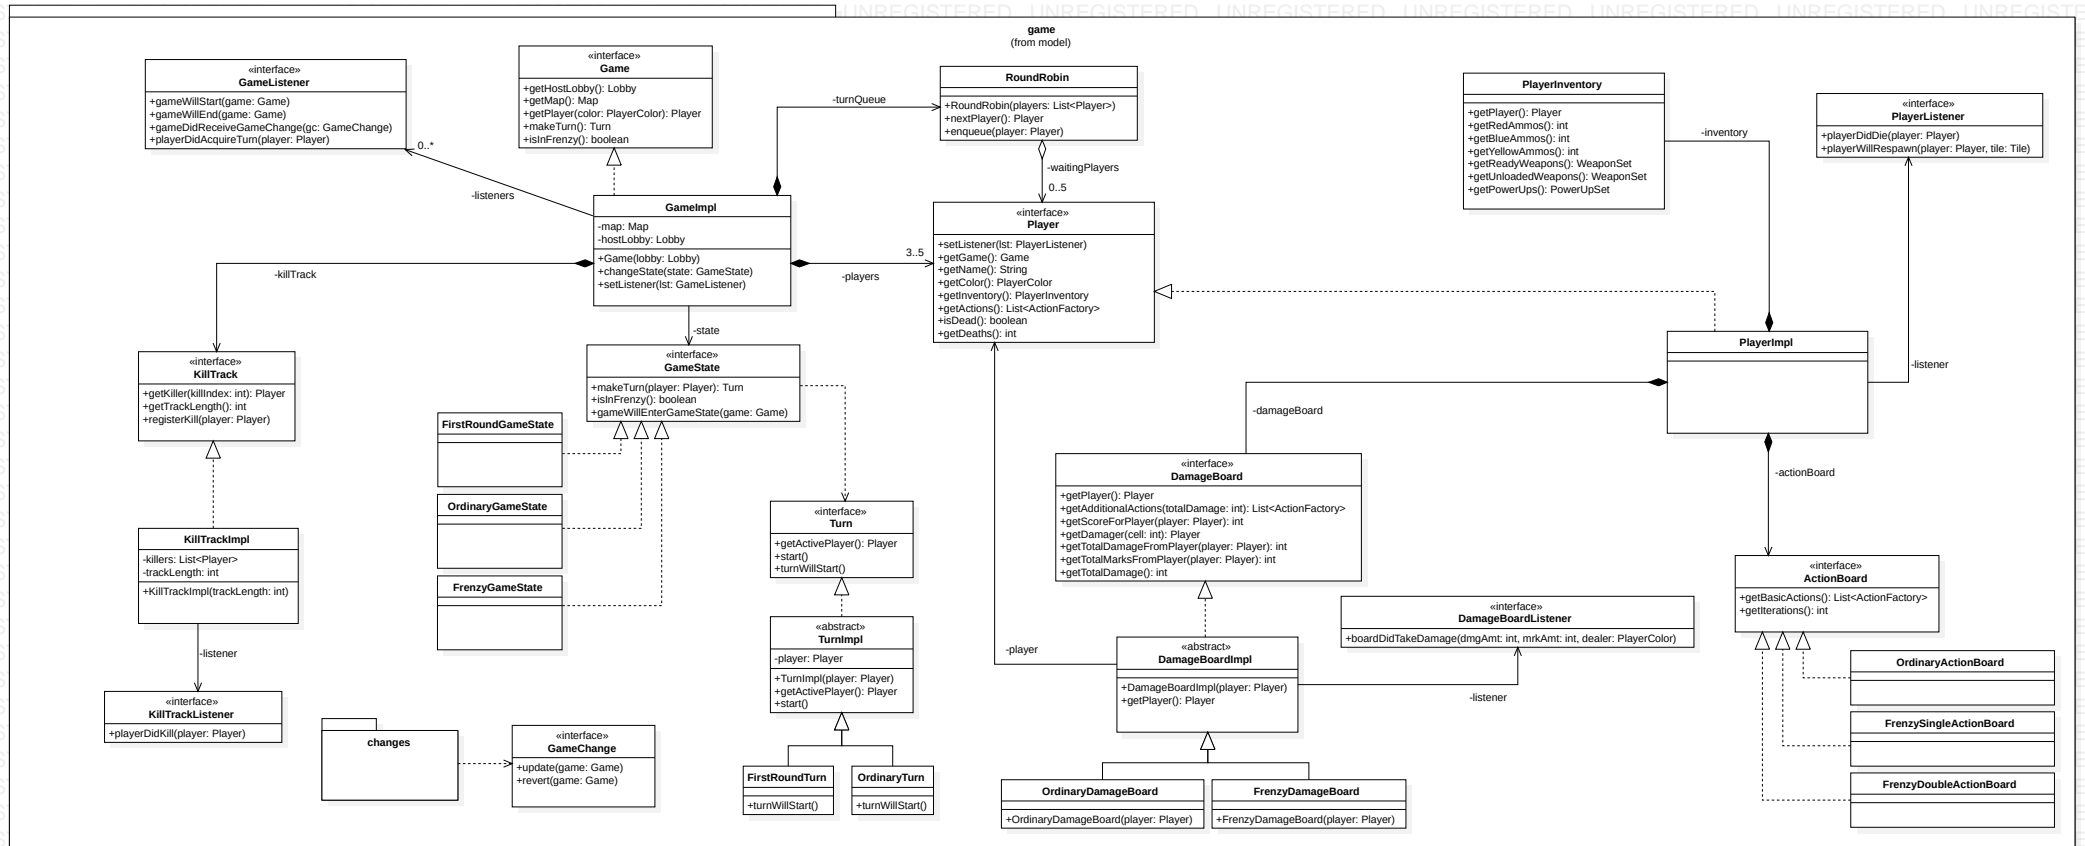 UNREGISTERED UNREGISTERED UNREGISTERED UNREGISTERED UNREGISTERED
game
(from model)
«interface»
GameListener
+gameWillStart(game: Game)
+gameWillEnd(game: Game)
+gameDidReceiveGameChange(gc: GameChange)
+playerDidAcquireTurn(player: Player)
0..*
-listeners
«interface»
Game
+getHostLobby(): Lobby
+getMap(): Map
+getPlayer(color: PlayerColor): Player
+makeTurn(): Turn
+isInFrenzy(): boolean
-turnQueue
RoundRobin
+RoundRobin(players: List<Player>)
+nextPlayer(): Player
+enqueue(player: Player)
-waitingPlayers
0..5
PlayerInventory
+getPlayer(): Player
+getRedAmmos(): int
+getBlueAmmos(): int
+getYellowAmmos(): int
+getReadyWeapons(): WeaponSet
+getUnloadedWeapons(): WeaponSet
+getPowerUps(): PowerUpSet
-inventory
«interface»
PlayerListener
+playerDidDie(player: Player)
+playerWillRespawn(player: Player, tile: Tile)
GameImpl
-map: Map
-hostLobby: Lobby
+Game(lobby: Lobby)
+changeState(state: GameState)
+setListener(lst: GameListener)
-killTrack
3..5
-players
-state
«interface»
Player
+setListener(lst: PlayerListener)
+getGame(): Game
+getName(): String
+getColor(): PlayerColor
+getInventory(): PlayerInventory
+getActions(): List<ActionFactory>
+isDead(): boolean
+getDeaths(): int
PlayerImpl
-listener
-damageBoard
-actionBoard
«interface»
KillTrack
+getKiller(killIndex: int): Player
+getTrackLength(): int
+registerKill(player: Player)
«interface»
GameState
+makeTurn(player: Player): Turn
+isInFrenzy(): boolean
+gameWillEnterGameState(game: Game)
FirstRoundGameState
OrdinaryGameState
FrenzyGameState
«interface»
Turn
+getActivePlayer(): Player
+start()
+turnWillStart()
«interface»
DamageBoard
+getPlayer(): Player
+getAdditionalActions(totalDamage: int): List<ActionFactory>
+getScoreForPlayer(player: Player): int
+getDamager(cell: int): Player
+getTotalDamageFromPlayer(player: Player): int
+getTotalMarksFromPlayer(player: Player): int
+getTotalDamage(): int
KillTrackImpl
-killers: List<Player>
-trackLength: int
+KillTrackImpl(trackLength: int)
-listener
«interface»
KillTrackListener
+playerDidKill(player: Player)
changes
«interface»
GameChange
+update(game: Game)
+revert(game: Game)
«abstract»
TurnImpl
-player: Player
+TurnImpl(player: Player)
+getActivePlayer(): Player
+start()
FirstRoundTurn
+turnWillStart()
OrdinaryTurn
+turnWillStart()
-player
«abstract»
DamageBoardImpl
+DamageBoardImpl(player: Player)
+getPlayer(): Player
«interface»
DamageBoardListener
+boardDidTakeDamage(dmgAmt: int, mrkAmt: int, dealer: PlayerColor)
-listener
OrdinaryDamageBoard
+OrdinaryDamageBoard(player: Player)
FrenzyDamageBoard
+FrenzyDamageBoard(player: Player)
«interface»
ActionBoard
+getBasicActions(): List<ActionFactory>
+getIterations(): int
OrdinaryActionBoard
FrenzySingleActionBoard
FrenzyDoubleActionBoard